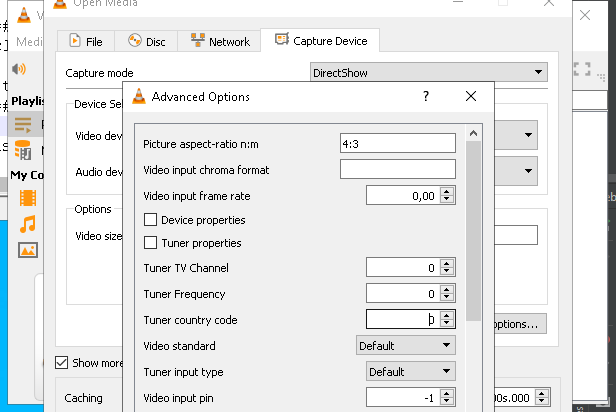 Open Media
Medi
File
Disc
Network
Capture Device
Capture mode
DirectShow
Playlis
Device Sel
Advanced Options
?
Video dev
Audio dev
My Co
Options
Video size
Picture aspect-ratio n:m
4:3
Video input chroma format
Video input frame rate
0,00
Device properties
Tuner properties
Tuner TV Channel
0
Tuner Frequency
0
Tuner country code
0
options...
Video standard
Default
Show more
Tuner input type
Default
Caching
Video input pin
-1
00s.000